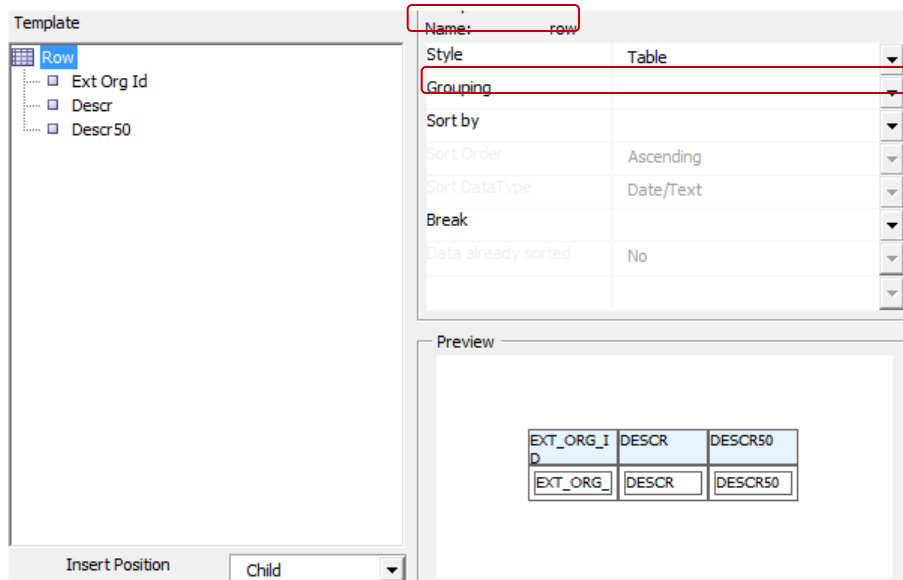 Template
Row
Ext Org Id
Descr
Descr50
Insert Position Child
Name: row
Style Table
Grouping
Sort by
Sort Order Ascending
Sort DataType Date/Text
Break
Data already sorted No
Preview
EXT_ORG_I
D DESCR DESCR50
EXT_ORG_ DESCR DESCR50